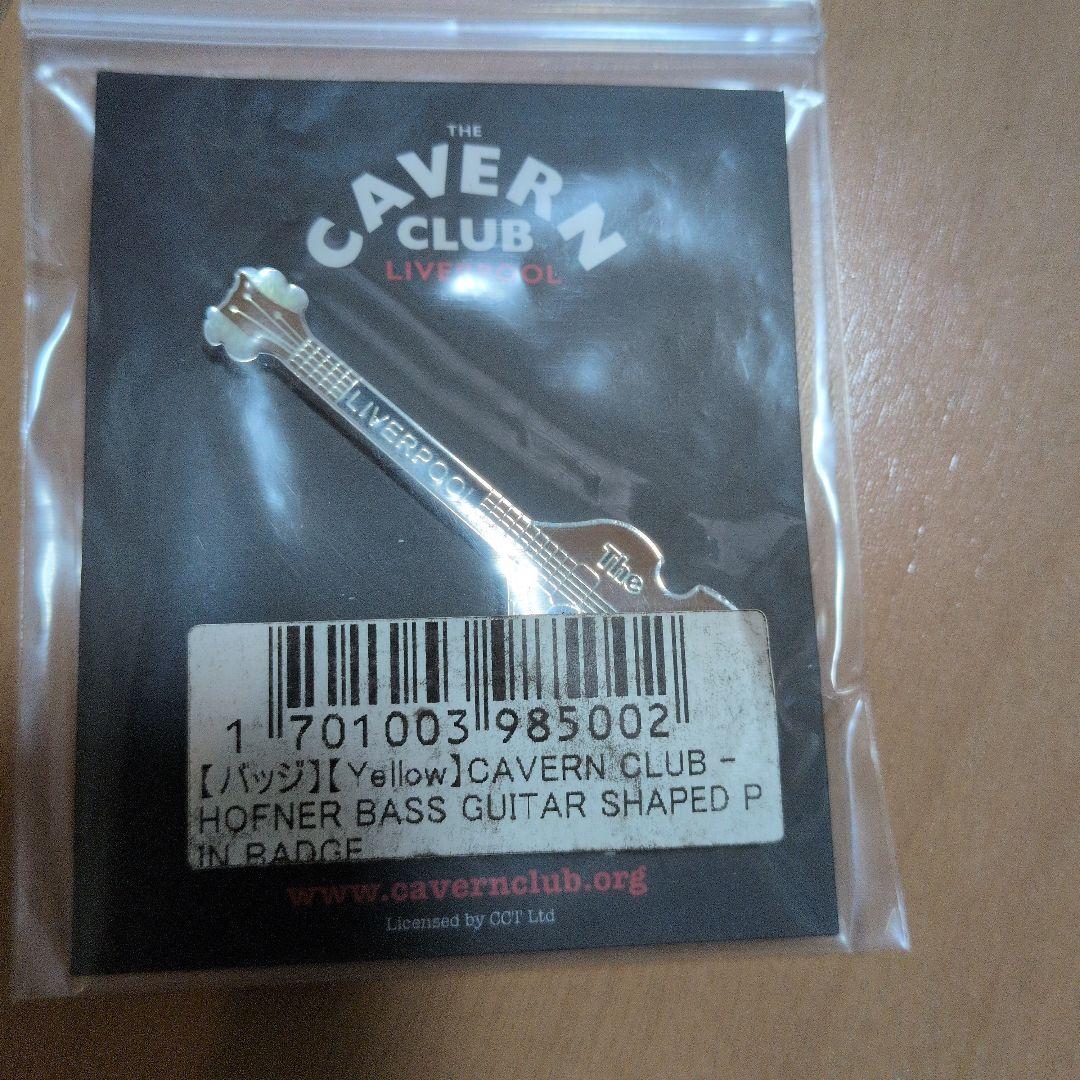 THE
CAVERN
CLUB
LIVERPOOL
LIVERPOOL
The
1 701003 985002
【バッジ】【Yellow】CAVERN CLUB -
HOFNER BASS GUITAR SHAPED P
IN BADGE
www.cavernclub.org
Licensed by CCT Ltd